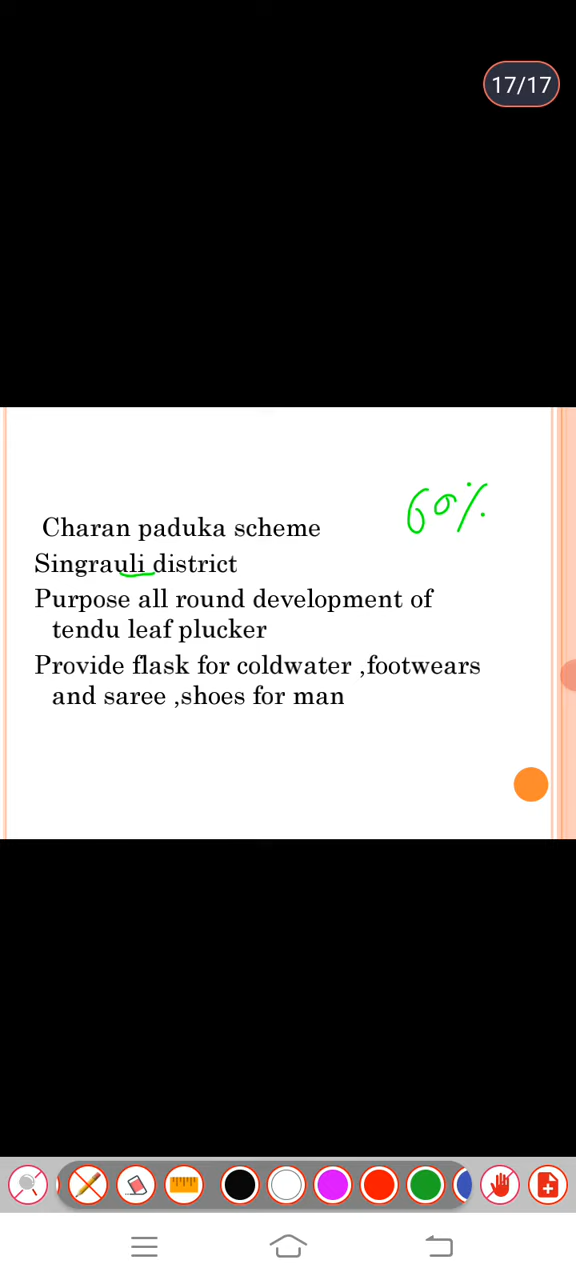 17/17
60%
Charan paduka scheme
Singrauli district
Purpose all round development of
tendu leaf plucker
Provide flask for coldwater ,footwears
and saree ,shoes for man